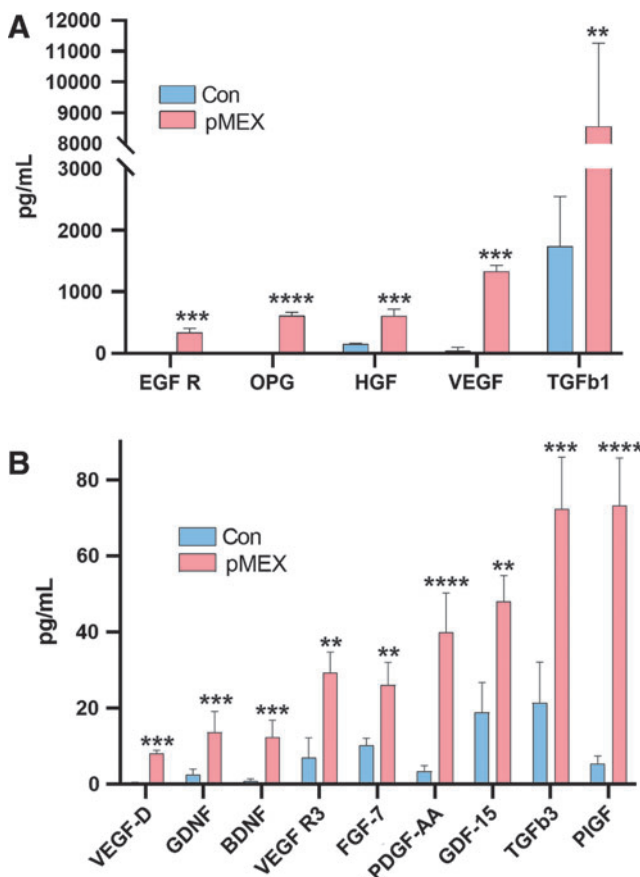 A
12000
11000
10000
9000
8000
3000
2000
1000
0
pg/mL
Con
pMEX
***
****
***
***
**
EGF R OPG HGF VEGF TGFb1
B
80
60
40
20
0
pg/mL
Con
pMEX
***
***
***
**
**
****
**
***
****
VEGF-D GDNF BDNF VEGF R3 FGF-7 PDGF-AA GDF-15 TGFb3 PIGF